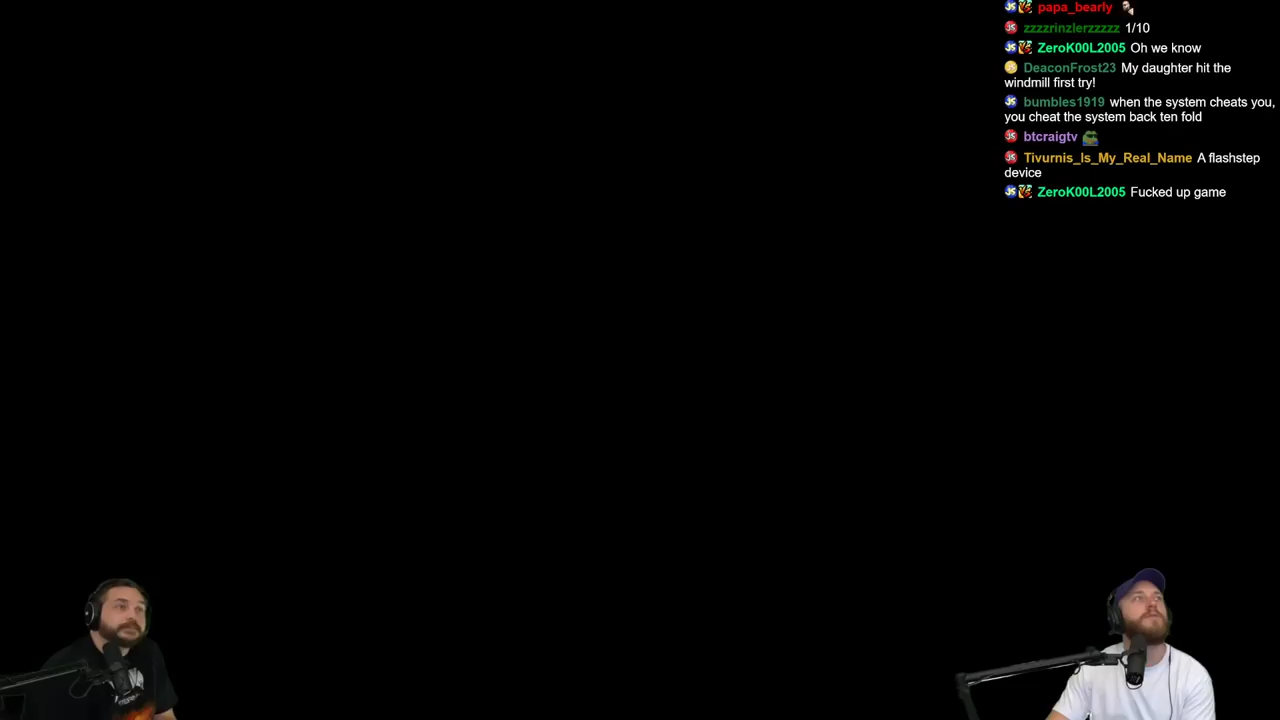 papa_bearly
zzzzrinzlerzzzzz 1/10
ZeroK00L2005 Oh we know
DeaconFrost23 My daughter hit the
windmill first try!
bumbles1919 when the system cheats you,
you cheat the system back ten fold
btcraigtv
Tivurnis_Is_My_Real_Name A flashstep
device
ZeroK00L2005 Fucked up game